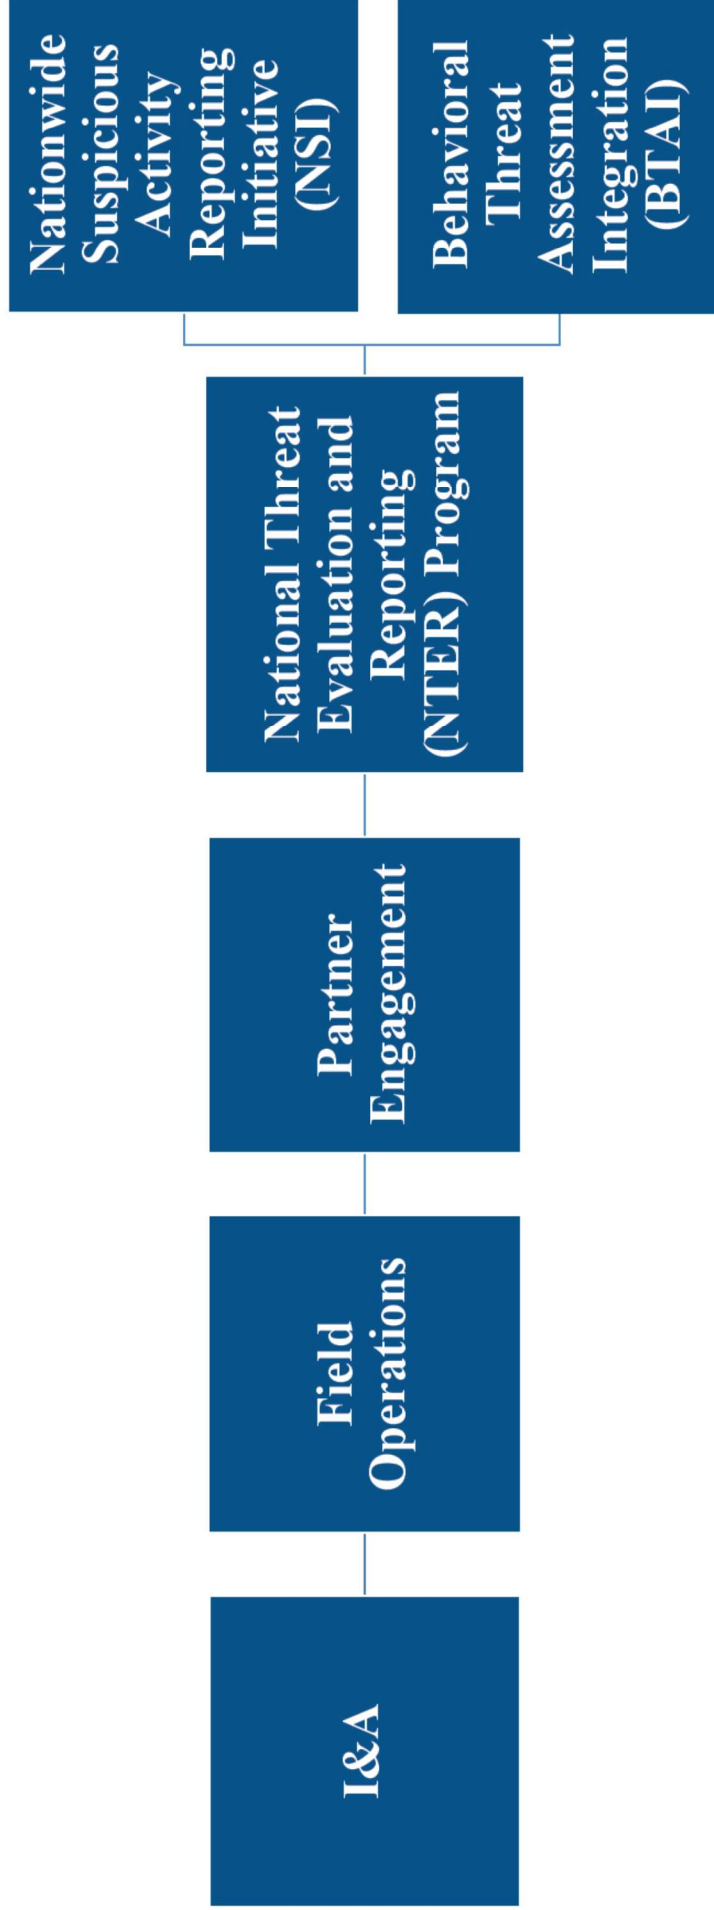 I&A
Field
Operations
Partner
Engagement
National Threat
Evaluation and
Reporting
(NTER) Program
Nationwide
Suspicious
Activity
Reporting
Initiative
(NSI)
Behavioral
Threat
Assessment
Integration
(BTAI)